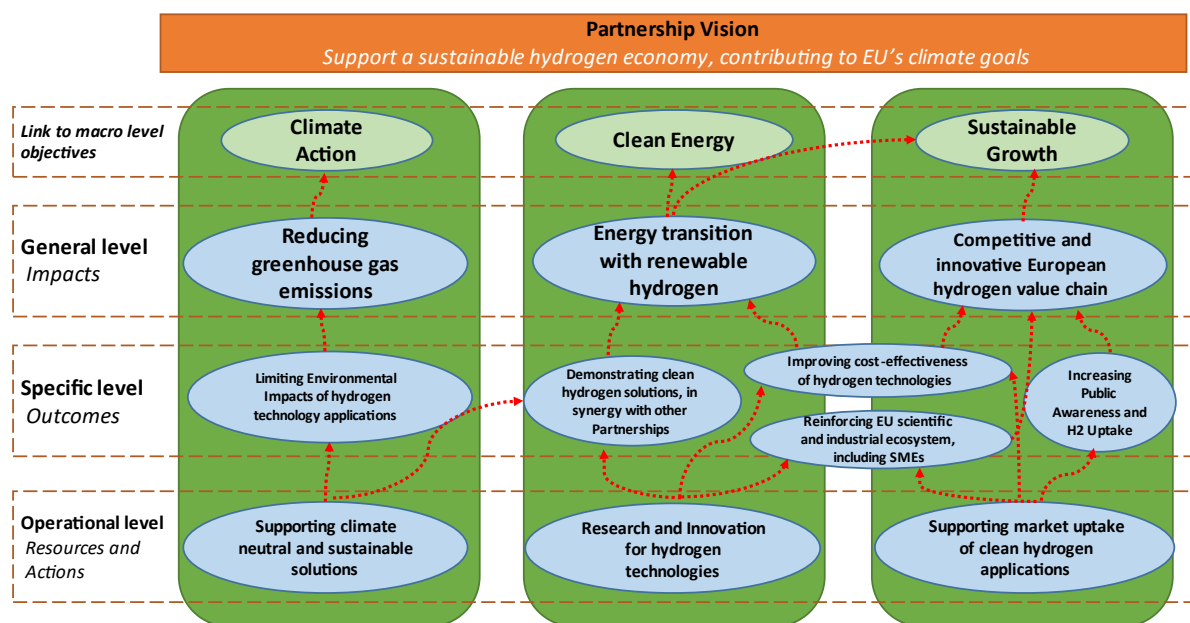 Partnership Vision
Support a sustainable hydrogen economy, contributing to EU's climate goals
Link to macro level
objectives
Climate
Action
Clean Energy
Sustainable
Growth
General level
Impacts
Reducing
greenhouse gas
emissions
Energy transition
with renewable
hydrogen
Competitive and
innovative European
hydrogen value chain
Specific level
Outcomes
Limiting Environmental
Impacts of hydrogen
technology applications
Demonstrating clean
hydrogen solutions, in
synergy with other
Partnerships
Improving cost-effectiveness
of hydrogen technologies
Reinforcing EU scientific
and industrial ecosystem,
including SMEs
Increasing
Public
Awareness and
H2 Uptake
Operational level
Resources and
Actions
Supporting climate
neutral and sustainable
solutions
Research and Innovation
for hydrogen
technologies
Supporting market uptake
of clean hydrogen
applications